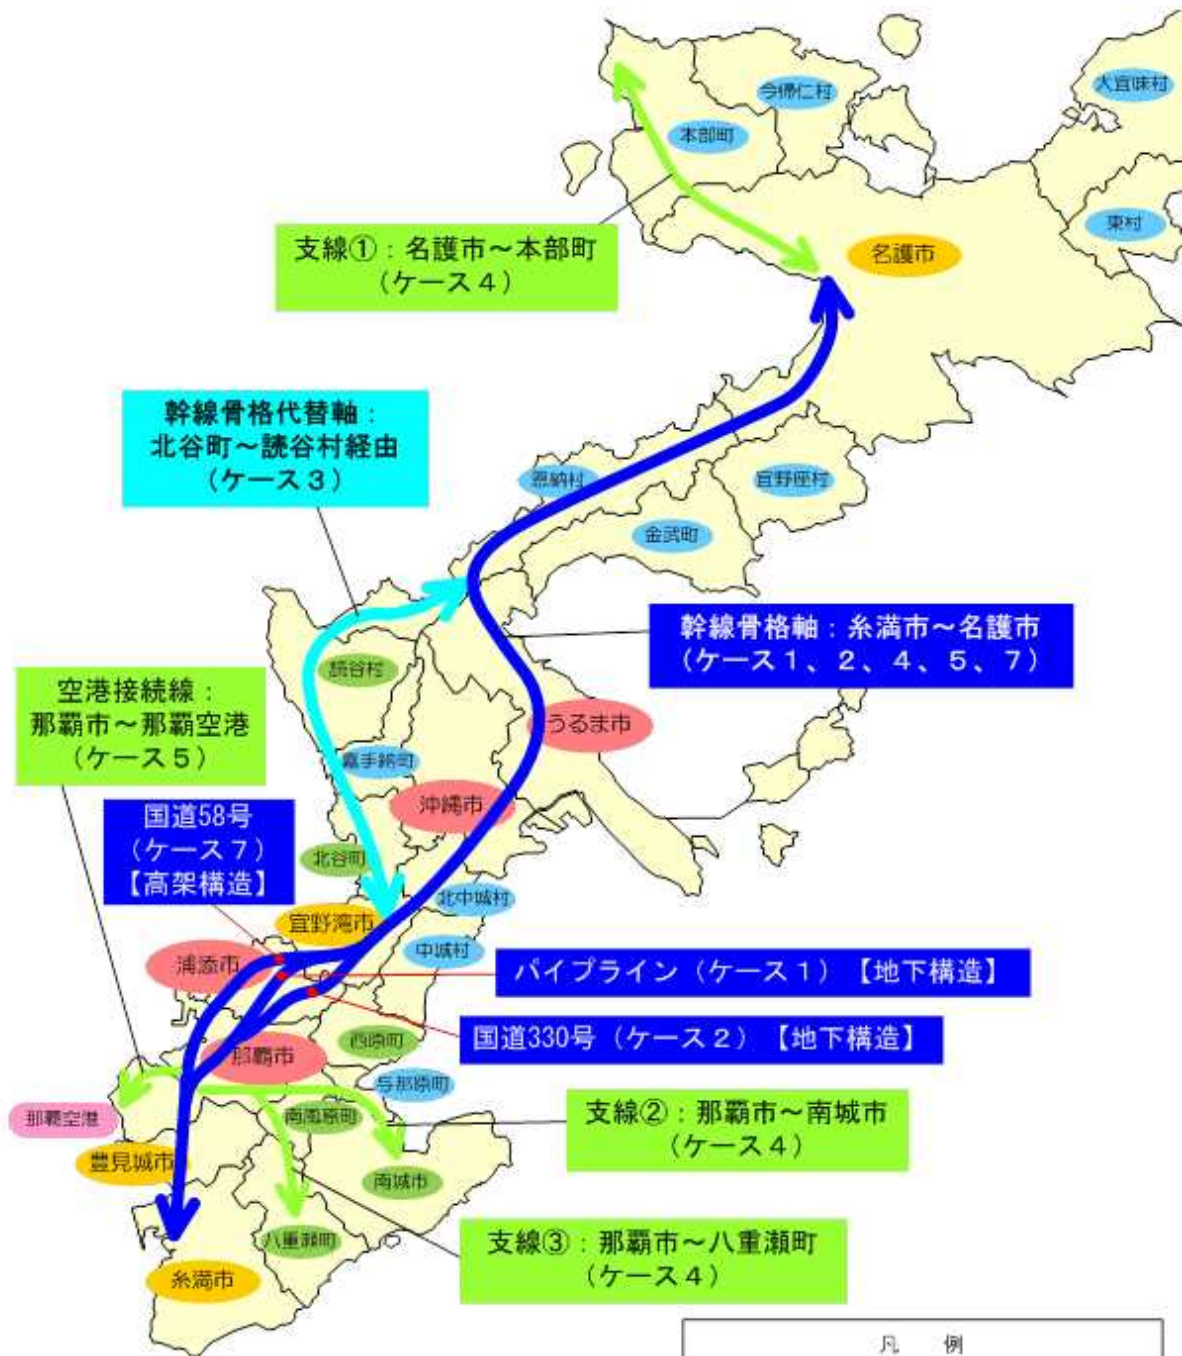 今帰仁村
大宜味村
本部町
東村
支線①：名護市～本部町
（ケース４）
名護市
幹線骨格代替軸：
北谷町～読谷村経由
（ケース３）
恩納村
宜野座村
金武町
幹線骨格軸：糸満市～名護市
（ケース１、２、４、５、７）
読谷村
空港接続線：
那覇市～那覇空港
（ケース５）
うるま市
嘉手納町
沖縄市
国道58号
（ケース７）
【高架構造】
北谷町
北中城村
宜野湾市
中城村
浦添市
パイプライン（ケース１）【地下構造】
国道330号（ケース２）【地下構造】
西原町
那覇市
与那原町
那覇空港
南風原町
支線②：那覇市～南城市
（ケース４）
豊見城市
南城市
八重瀬町
支線③：那覇市～八重瀬町
（ケース４）
糸満市
凡　例